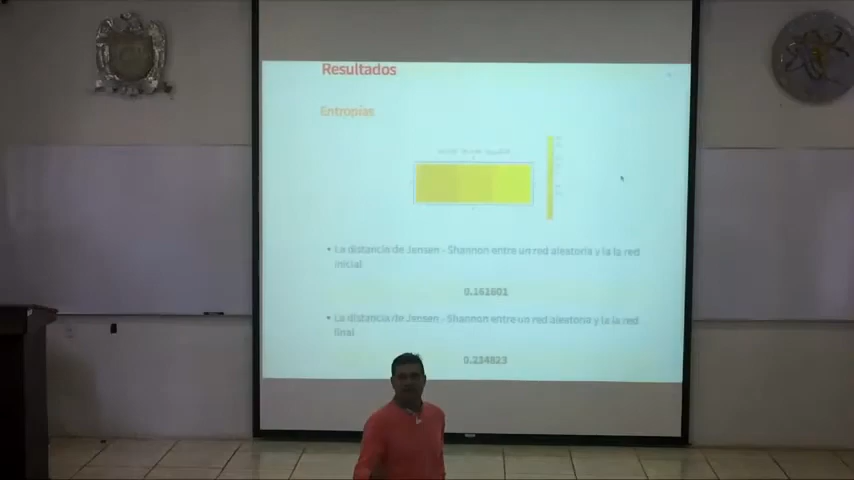 Resultados
Entropías
• La distancia de Jensen - Shannon entre un red aleatoria y la la red
inicial
0.161601
• La distancia de Jensen - Shannon entre un red aleatoria y la la red
final
0.234823